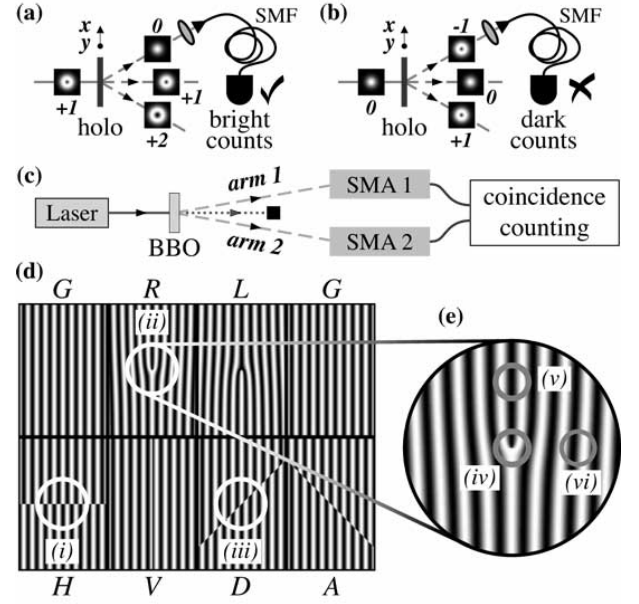 (a)
x
y
0
SMF
+1
+1
holo
+2
bright
counts
(b)
x
y
-1
SMF
0
0
holo
+1
dark
counts
(c)
Laser
BBO
arm 1
arm 2
SMA 1
SMA 2
coincidence
counting
(d)
G R L G
(ii)
(i)
(iii)
H V D A
(e)
(v)
(iv)
(vi)